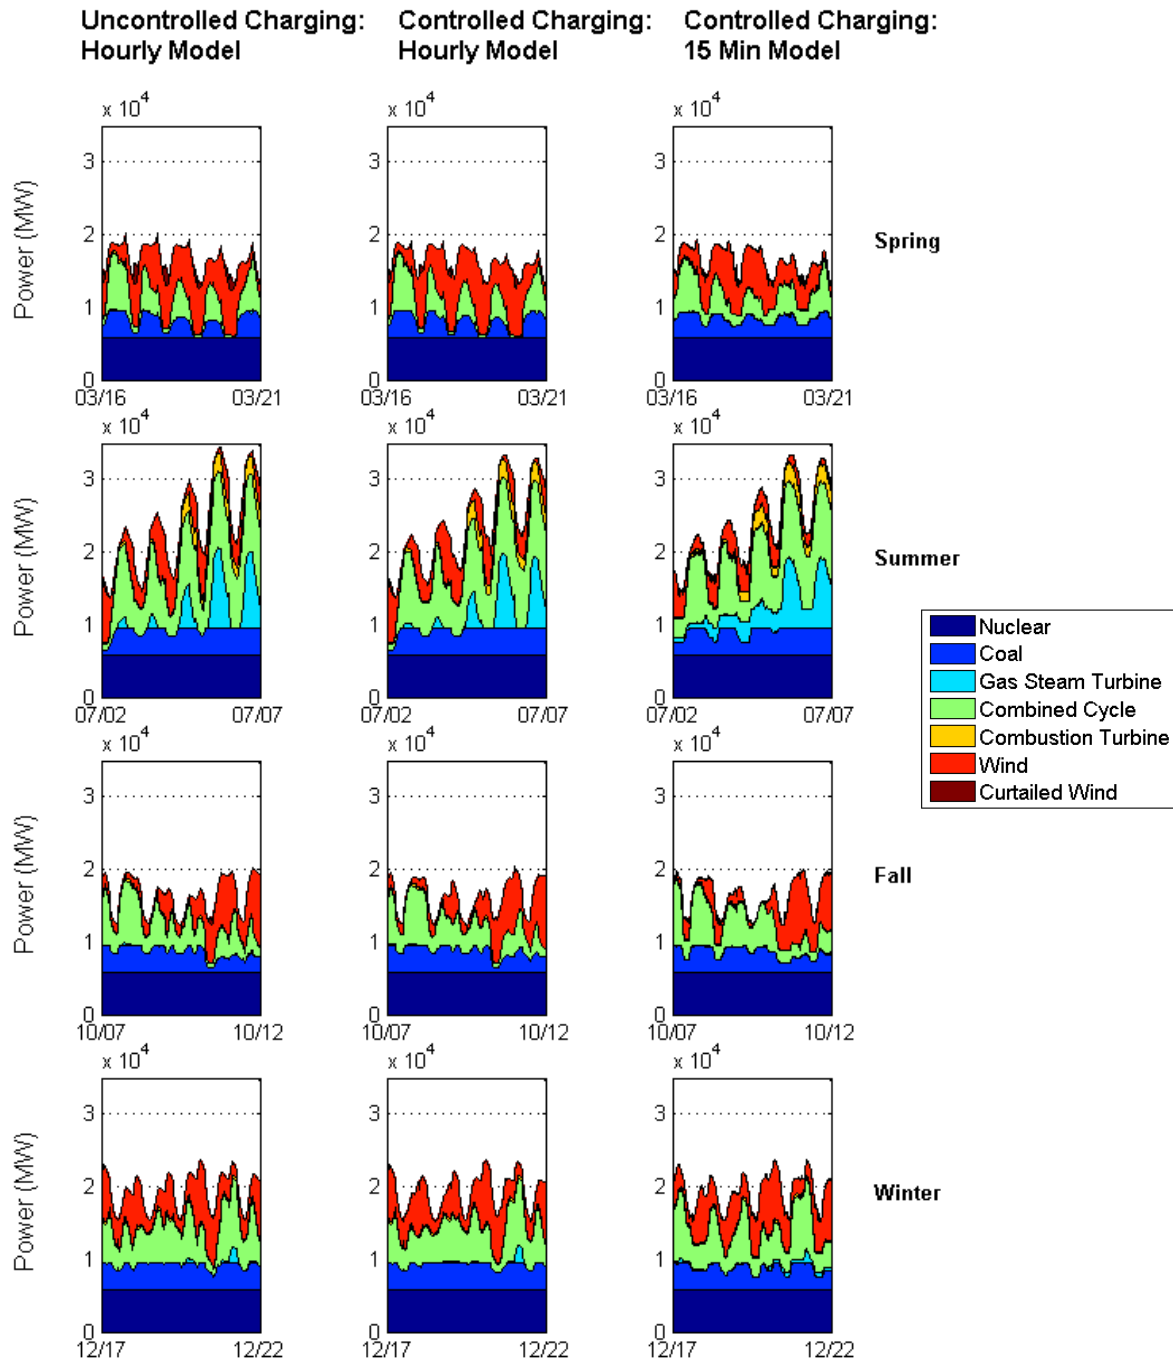 Uncontrolled Charging: Controlled Charging: Controlled Charging:
Hourly Model Hourly Model 15 Min Model
x 10^4 x 10^4 x 10^4
Power (MW)
3 3 3
2 2 2
1 1 1
0 0 0
Spring
03/16 03/21 03/16 03/21 03/16 03/21
x 10^4 x 10^4 x 10^4
Power (MW)
3 3 3
2 2 2
1 1 1
0 0 0
Summer
07/02 07/07 07/02 07/07 07/02 07/07
Nuclear
Coal
Gas Steam Turbine
Combined Cycle
Combustion Turbine
Wind
Curtailed Wind
x 10^4 x 10^4 x 10^4
Power (MW)
3 3 3
2 2 2
1 1 1
0 0 0
Fall
10/07 10/12 10/07 10/12 10/07 10/12
x 10^4 x 10^4 x 10^4
Power (MW)
3 3 3
2 2 2
1 1 1
0 0 0
Winter
12/17 12/22 12/17 12/22 12/17 12/22